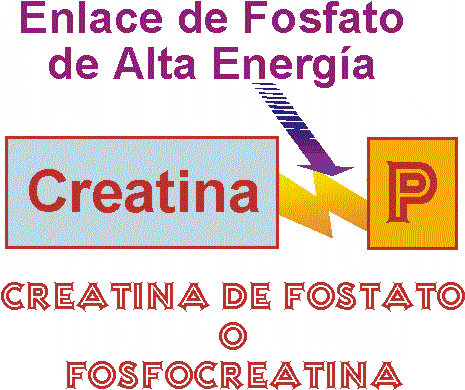 Enlace de Fosfato
de Alta Energía
Creatina
P
CREATINA DE FOSTATO
O
FOSFOCREATINA